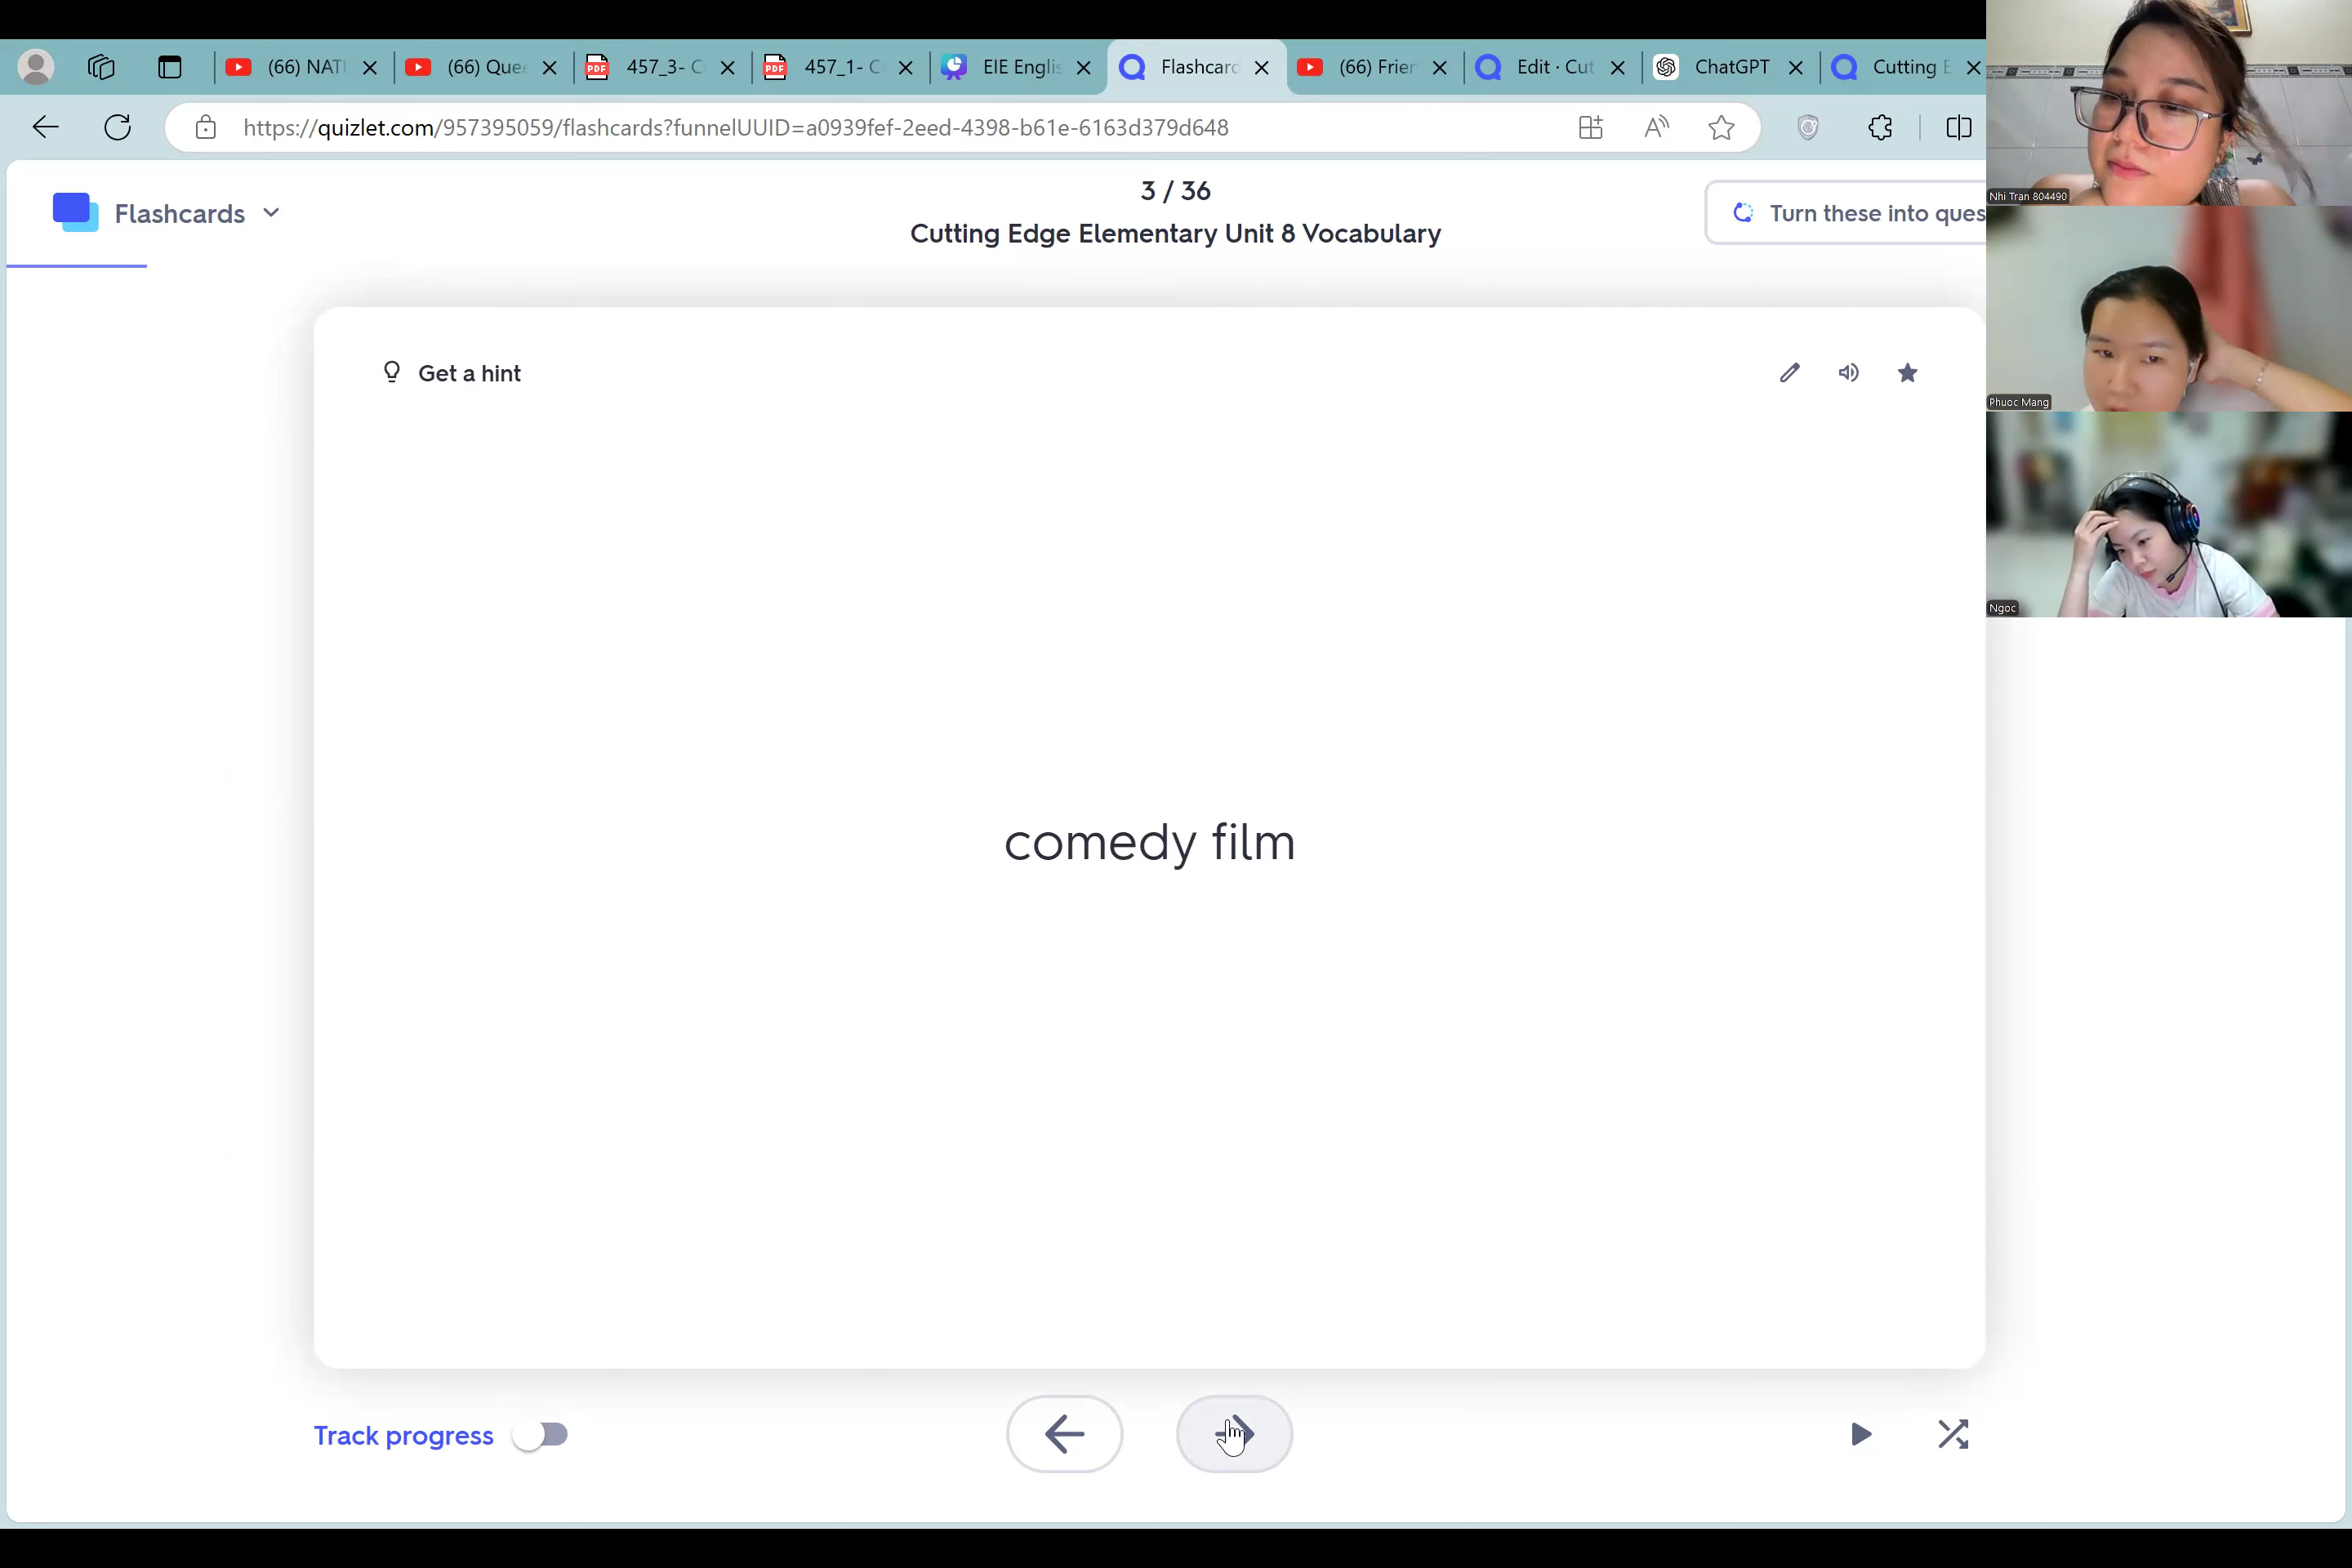 (66) NAT
(66) Que
457_3- C
457_1- C
EIE Englis
Flashcard
(66) Frien
Edit · Cut
ChatGPT
Cutting E
https://quizlet.com/957395059/flashcards?funnelUUID=a0939fef-2eed-4398-b61e-6163d379d648
Flashcards
3 / 36
Cutting Edge Elementary Unit 8 Vocabulary
Turn these into ques
Nhi Tran 804490
Phuoc Mang
Ngoc
Get a hint
comedy film
Track progress